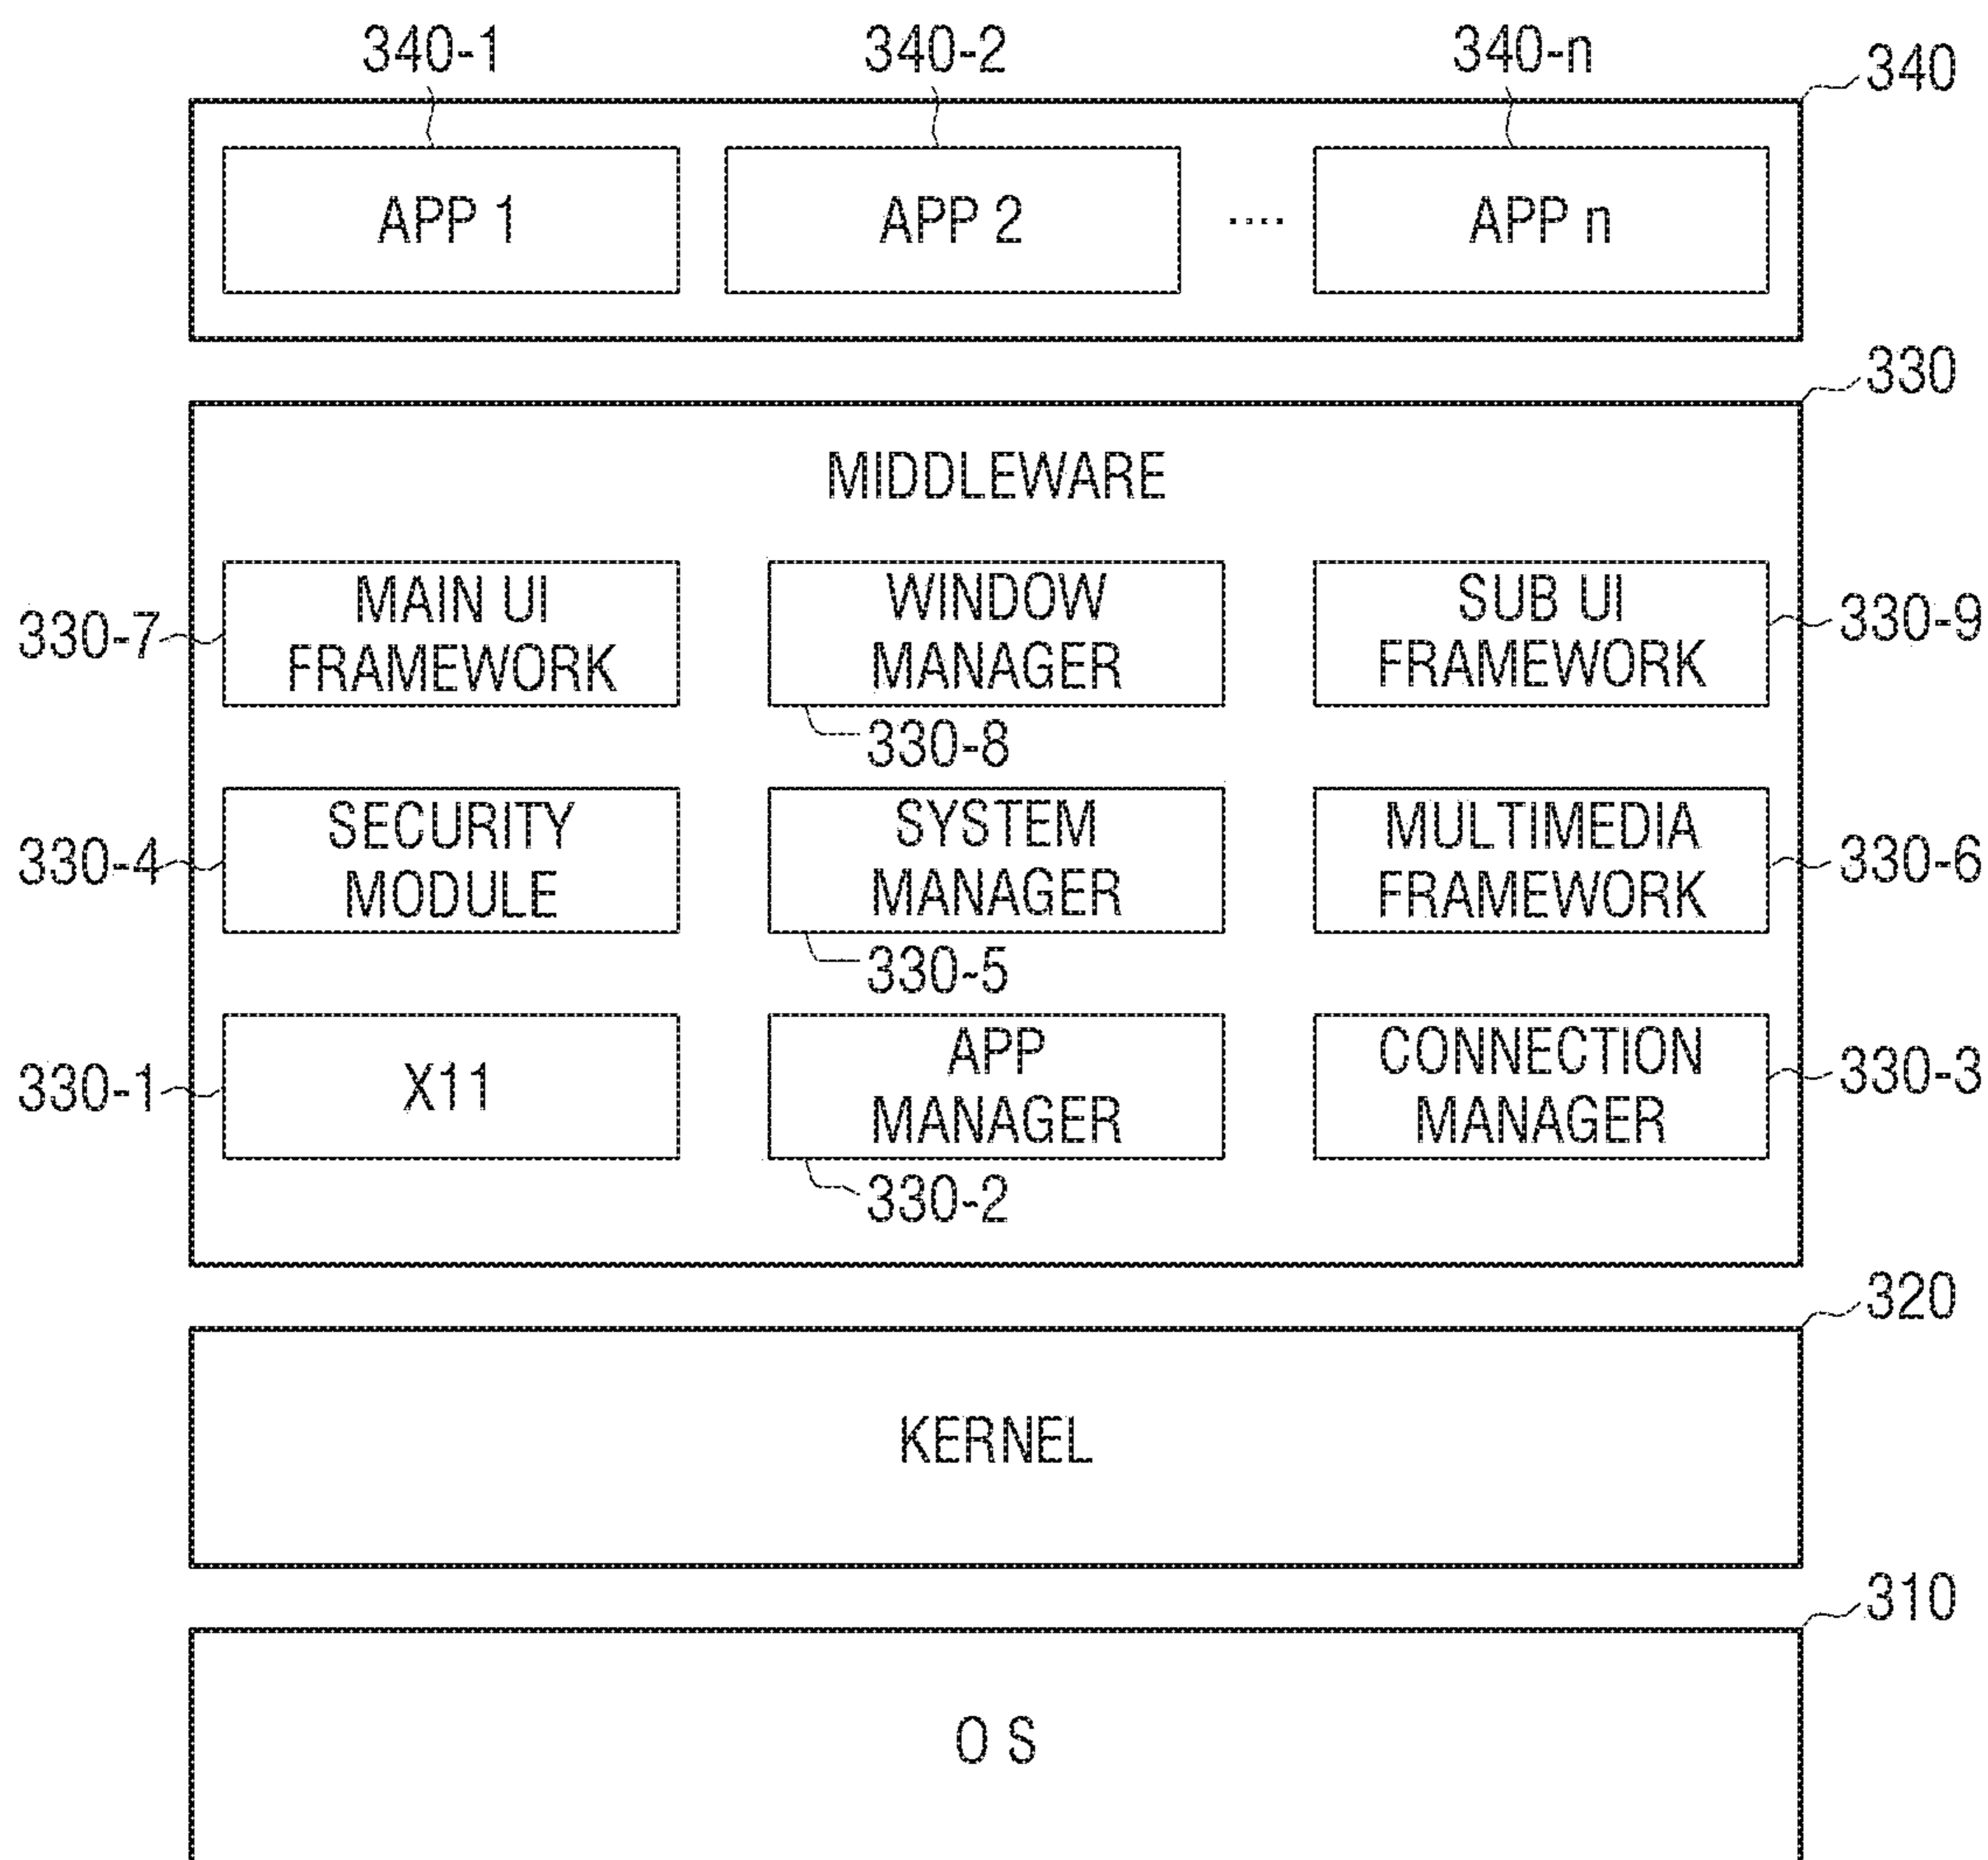 340-1 340-2 340-n 340
APP 1 APP 2 .... APP n
330
MIDDLEWARE
MAIN UI
FRAMEWORK
WINDOW
MANAGER
SUB UI
FRAMEWORK
330-7
330-8
330-9
SECURITY
MODULE
SYSTEM
MANAGER
MULTIMEDIA
FRAMEWORK
330-4
330-5
330-6
X11
APP
MANAGER
CONNECTION
MANAGER
330-1
330-2
330-3
320
KERNEL
310
O S